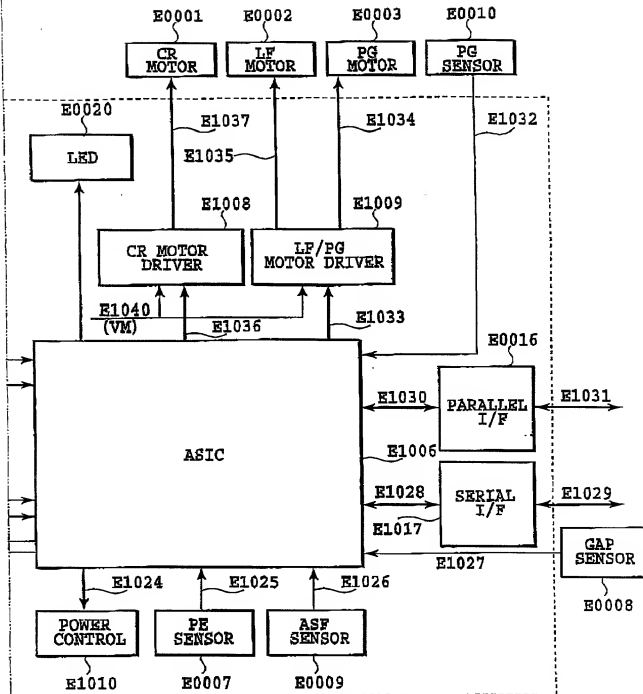 E0001 E0002 E0003 E0010
CR MOTOR
LF MOTOR
PG MOTOR
PG SENSOR
E0020
E1037
E1034
E1032
LED
E1035
E1008
E1009
CR MOTOR DRIVER
LF/PG MOTOR DRIVER
E1040
(VM)
E1036
E1033
E0016
E1030
PARALLEL I/F
E1031
ASIC
E1006
E1028
SERIAL I/F
E1029
E1017
E1027
GAP SENSOR
E0008
E1024
E1025
E1026
POWER CONTROL
PE SENSOR
ASF SENSOR
E1010
E0007
E0009